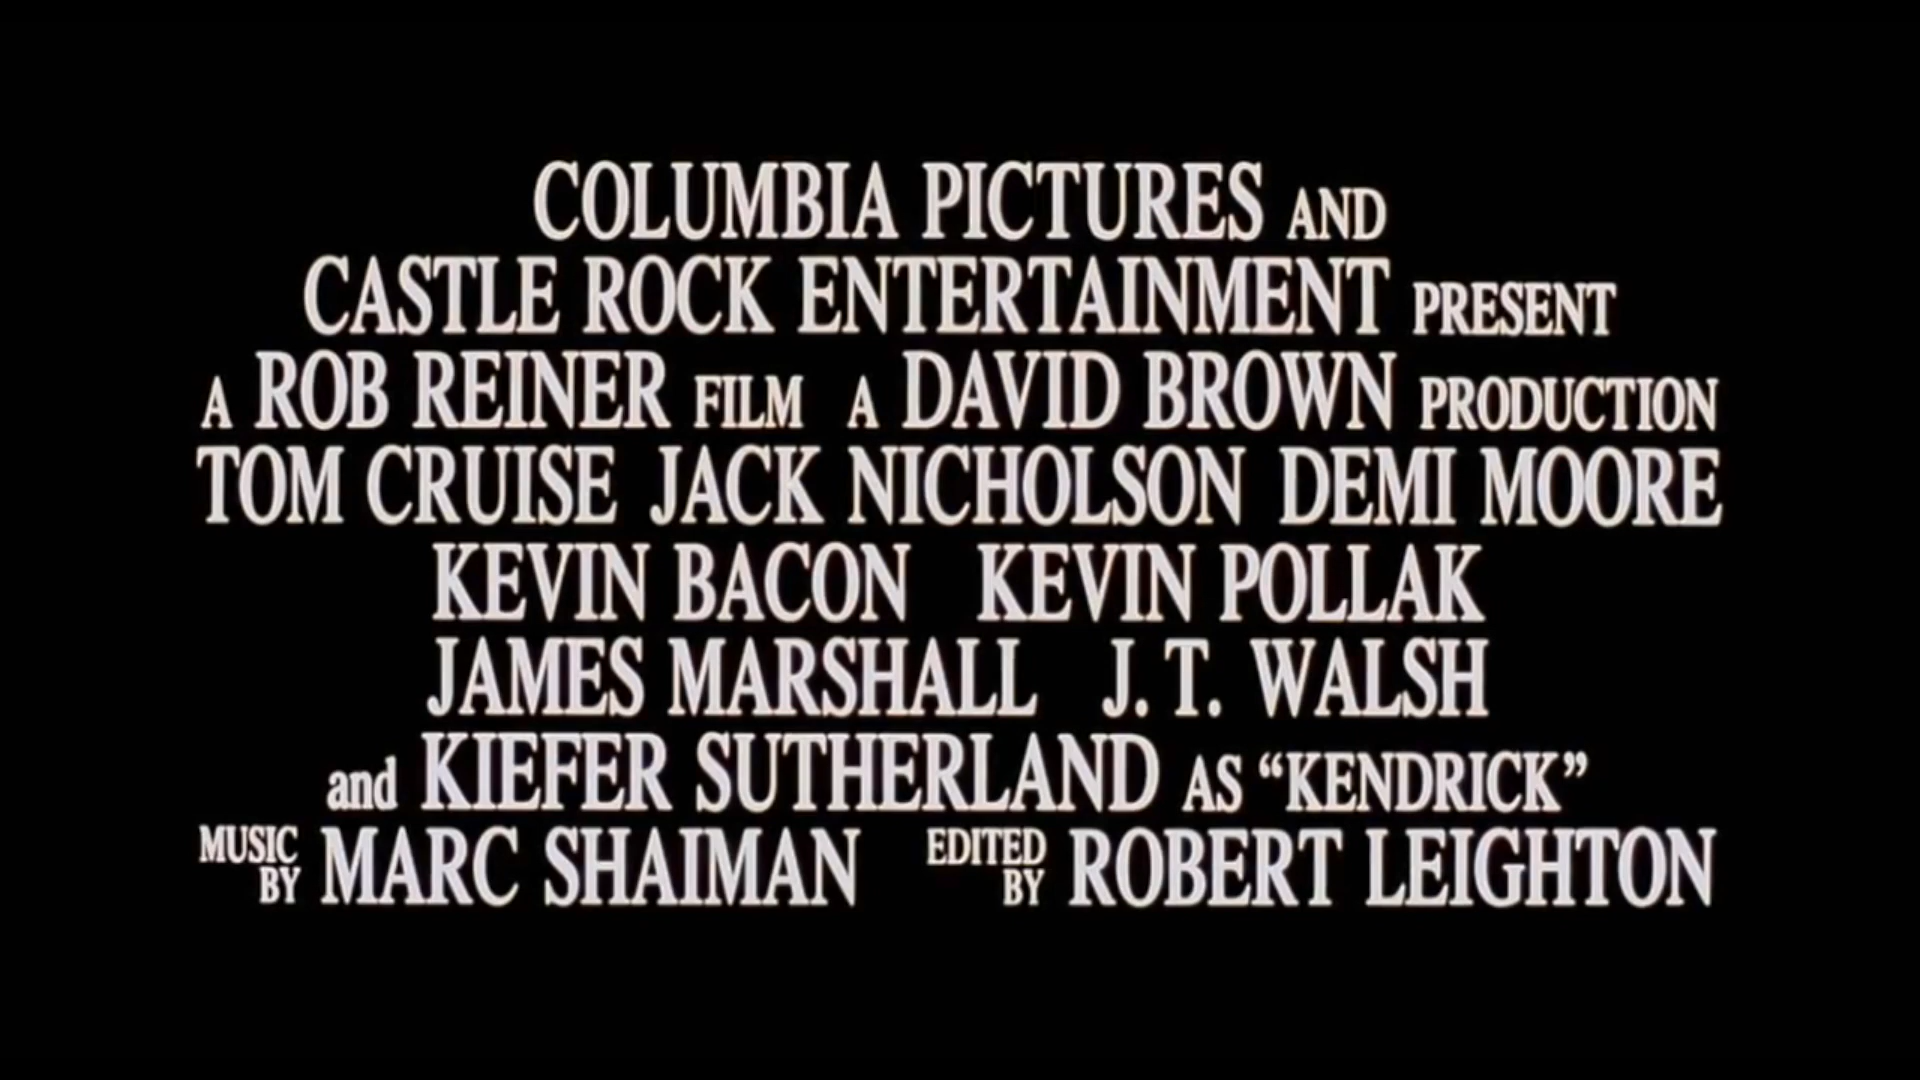 COLUMBIA PICTURES AND
CASTLE ROCK ENTERTAINMENT PRESENT
A ROB REINER FILM A DAVID BROWN PRODUCTION
TOM CRUISE JACK NICHOLSON DEMI MOORE
KEVIN BACON KEVIN POLLAK
JAMES MARSHALL J. T. WALSH
and KIEFER SUTHERLAND AS “KENDRICK”
MUSIC BY MARC SHAIMAN EDITED BY ROBERT LEIGHTON